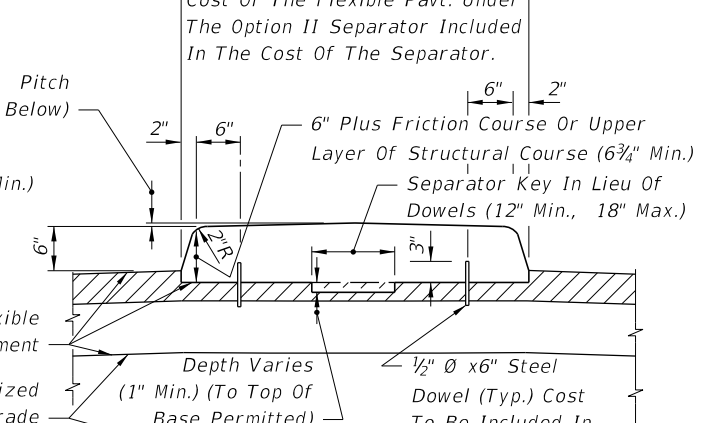 Cost Of The Flexible Pavt. Under
The Option II Separator Included
In The Cost Of The Separator.
Pitch
Below)
6"
2"
2"
6"
6" Plus Friction Course Or Upper
Layer Of Structural Course (6¾" Min.)
in.)
Separator Key In Lieu Of
Dowels (12" Min., 18" Max.)
6"
2"R
3"
xible
ment
Depth Varies
(1" Min.) (To Top Of
Base Permitted)
½" Ø x6" Steel
Dowel (Typ.) Cost
To Be Included In
ized
rade